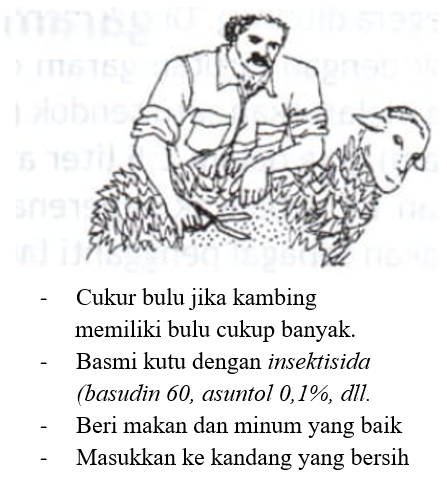 - Cukur bulu jika kambing
memiliki bulu cukup banyak.
- Basmi kutu dengan insektisida
(basudin 60, asuntol 0,1%, dll.
- Beri makan dan minum yang baik
- Masukkan ke kandang yang bersih